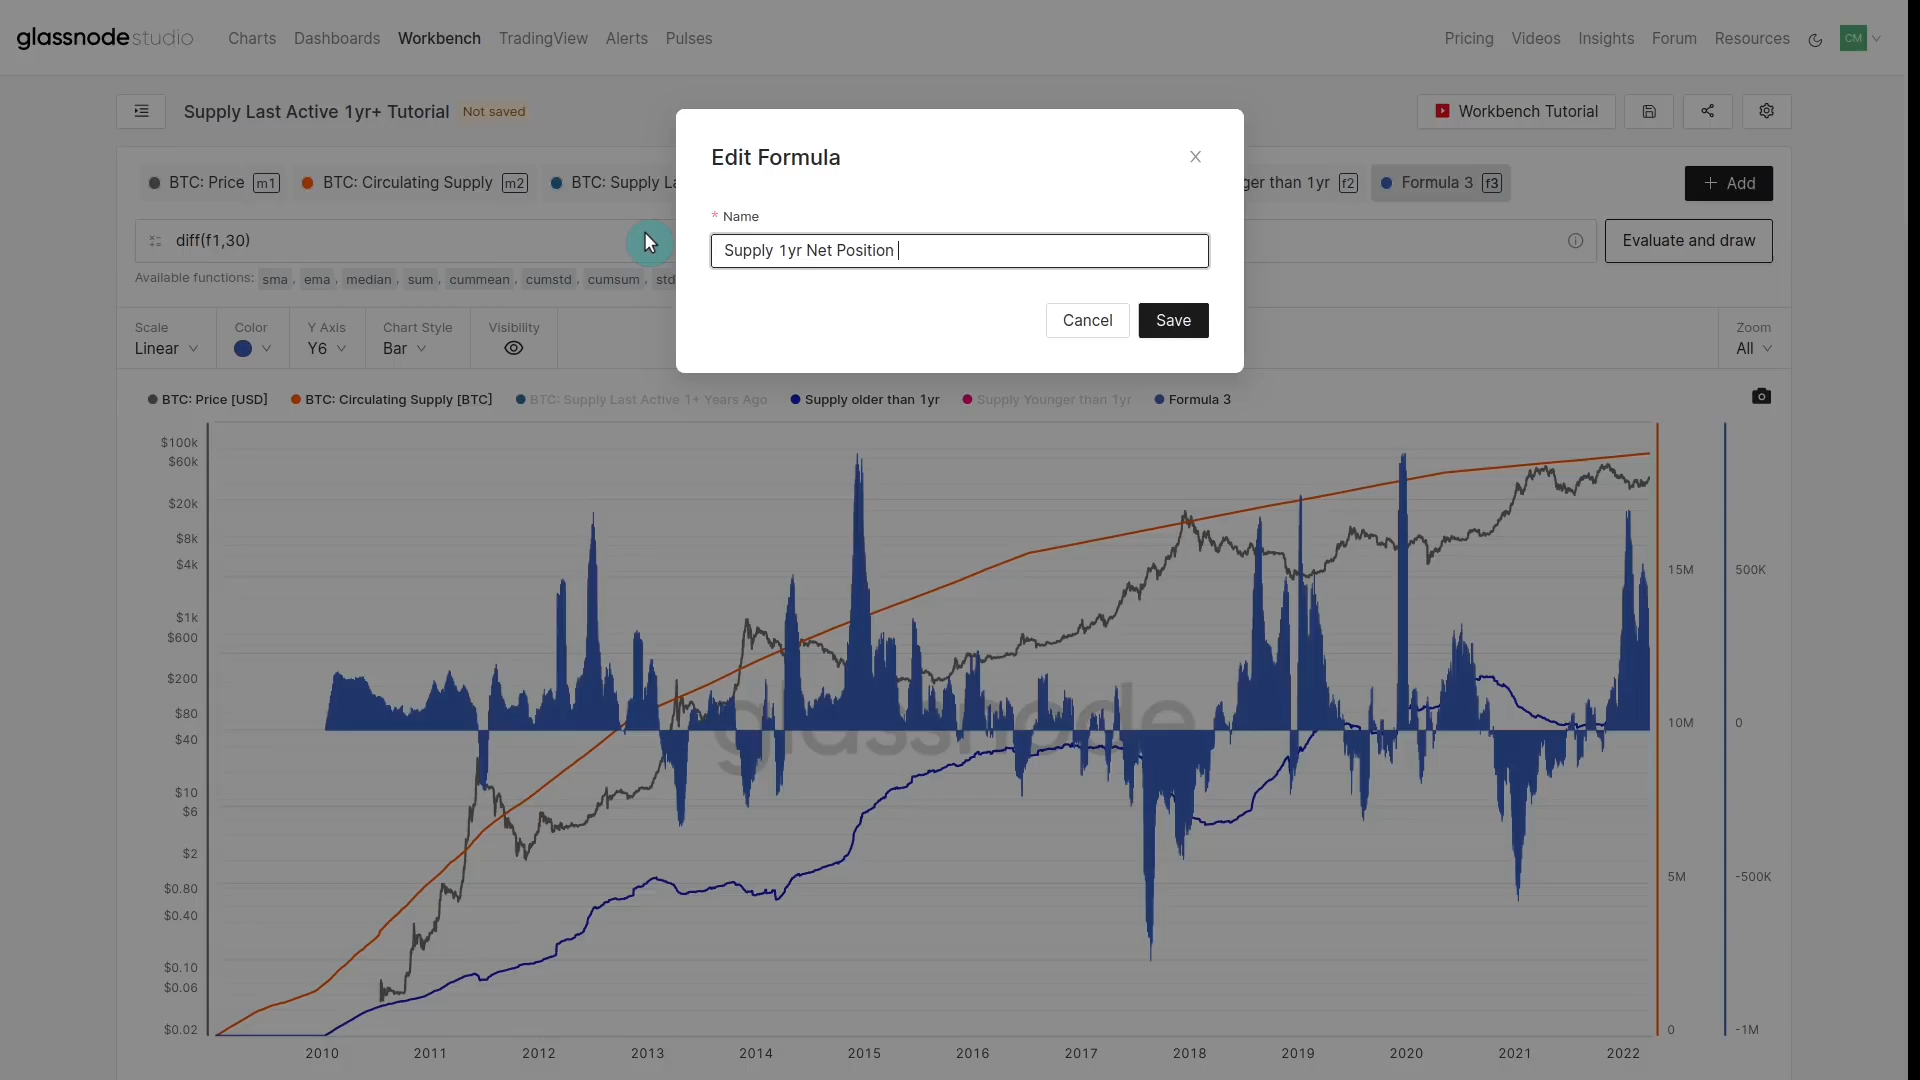 glassnodestudio Charts Dashboards Workbench TradingView Alerts Pulses Pricing Videos Insights Forum Resources CM
Supply Last Active 1yr+ Tutorial Not saved Workbench Tutorial
Edit Formula
BTC: Price m1 BTC: Circulating Supply m2 BTC: Supply ger than 1yr f2 Formula 3 f3 + Add
* Name
diff(f1,30) Supply 1yr Net Position Evaluate and draw
Available functions: sma, ema, median, sum, cummean, cumstd, cumsum, std
Cancel Save
Scale Color Y Axis Chart Style Visibility Zoom
Linear Y6 Bar All
BTC: Price [USD] BTC: Circulating Supply [BTC] BTC: Supply Last Active 1+ Years Ago Supply older than 1yr Supply Younger than 1yr Formula 3
$100k
$60k
$20k
$8k
$4k 15M 500K
$1k
$600
$200
$80 10M 0
$40
glassnode
$10
$6
$2
$0.80 5M -500K
$0.40
$0.10
$0.06
$0.02 0 -1M
2010 2011 2012 2013 2014 2015 2016 2017 2018 2019 2020 2021 2022